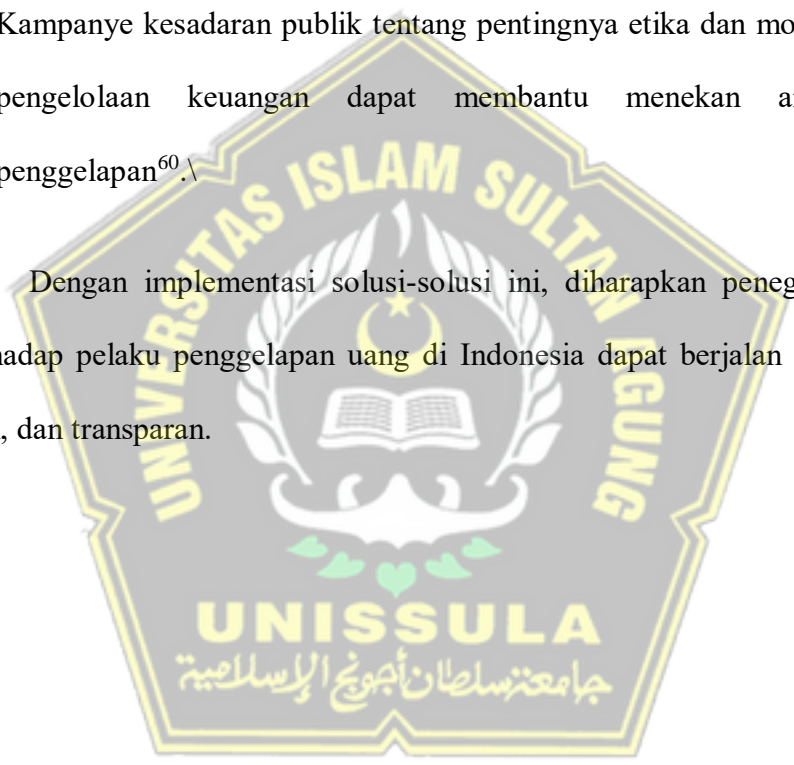 Kampanye kesadaran publik tentang pentingnya etika dan mo
pengelolaan keuangan dapat membantu menekan a
penggelapan⁶⁰.\
Dengan implementasi solusi-solusi ini, diharapkan peneg
hadap pelaku penggelapan uang di Indonesia dapat berjalan
, dan transparan.
UNIVERSITAS ISLAM SULTAN AGUNG
UNISSULA
جامعة سلطان أجونج الإسلامية